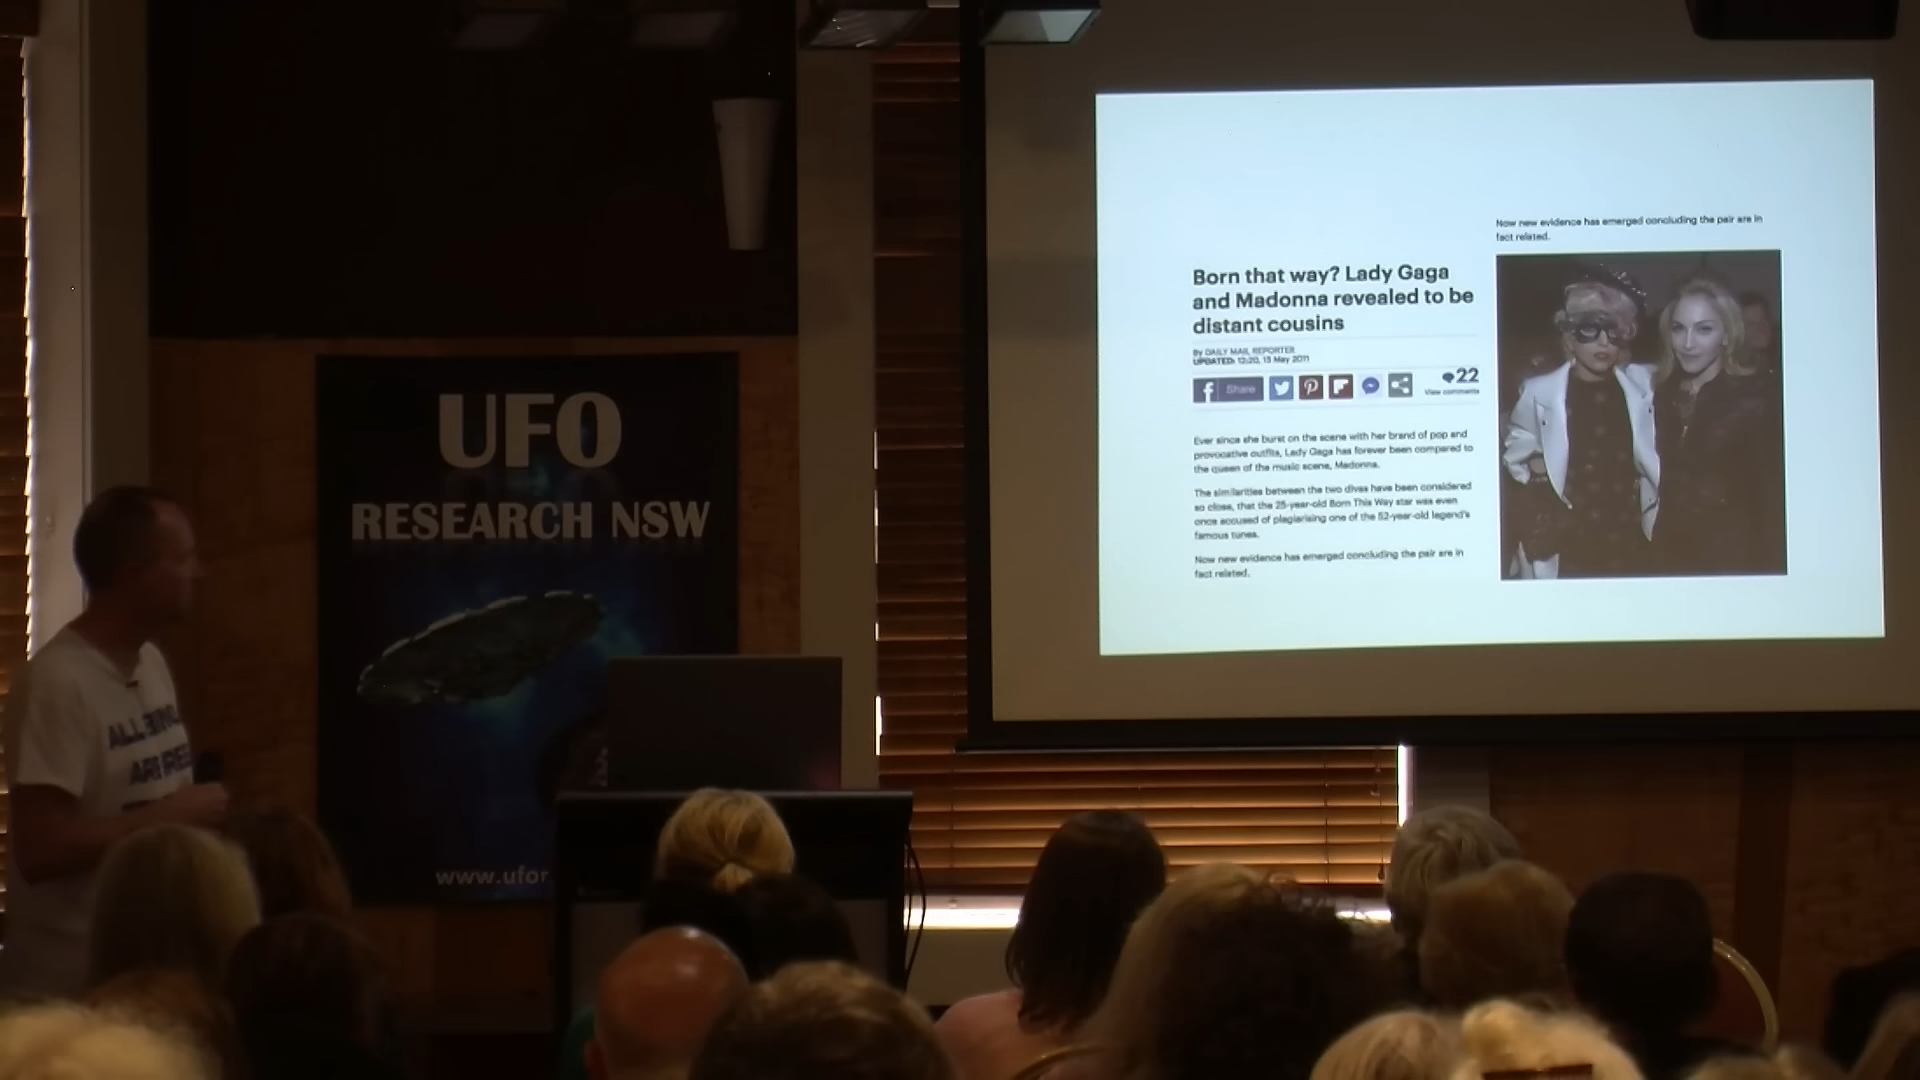 UFO
RESEARCH NSW
www.ufor
ALL BEING
ARE FREE
Now new evidence has emerged concluding the pair are in
fact related.
Born that way? Lady Gaga
and Madonna revealed to be
distant cousins
By DAILY MAIL REPORTER
UPDATED: 12:20, 13 May 2011
Share
22
View comments
Ever since she burst on the scene with her brand of pop and
provocative outfits, Lady Gaga has forever been compared to
the queen of the music scene, Madonna.
The similarities between the two divas have been considered
so close, that the 25-year-old Born This Way star was even
once accused of plagiarising one of the 52-year-old legend's
famous tunes.
Now new evidence has emerged concluding the pair are in
fact related.